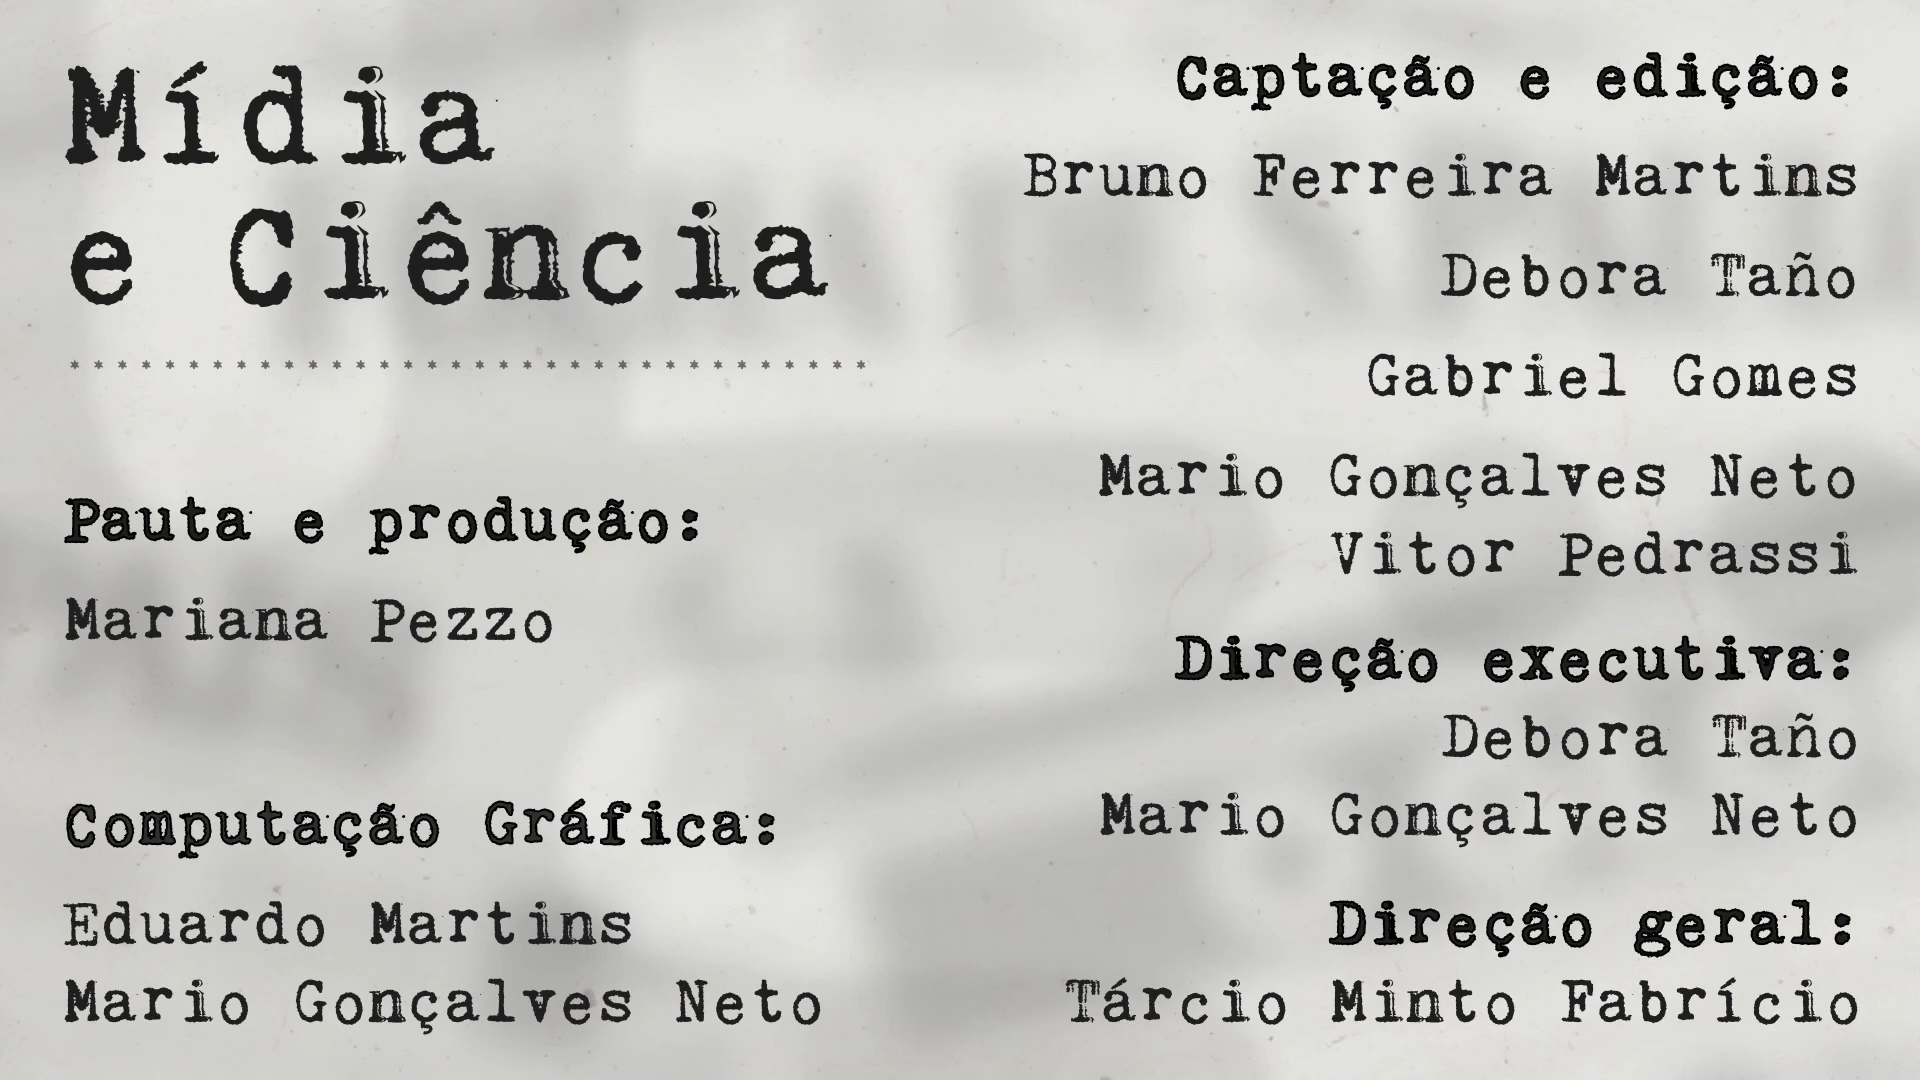 Mídia
e Ciência
Pauta e produção:
Mariana Pezzo
Computação Gráfica:
Eduardo Martins
Mario Gonçalves Neto
Captação e edição:
Bruno Ferreira Martins
Debora Taño
Gabriel Gomes
Mario Gonçalves Neto
Vitor Pedrassi
Direção executiva:
Debora Taño
Mario Gonçalves Neto
Direção geral:
Tárcio Minto Fabrício